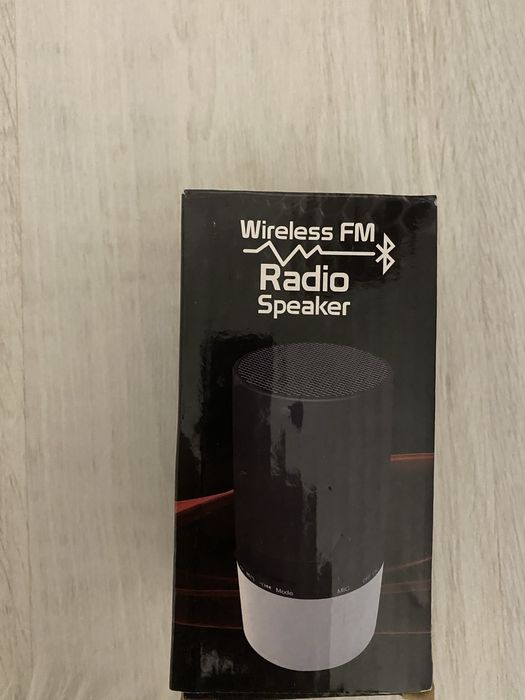 Wireless FM
Radio
Speaker
Mode
MIC